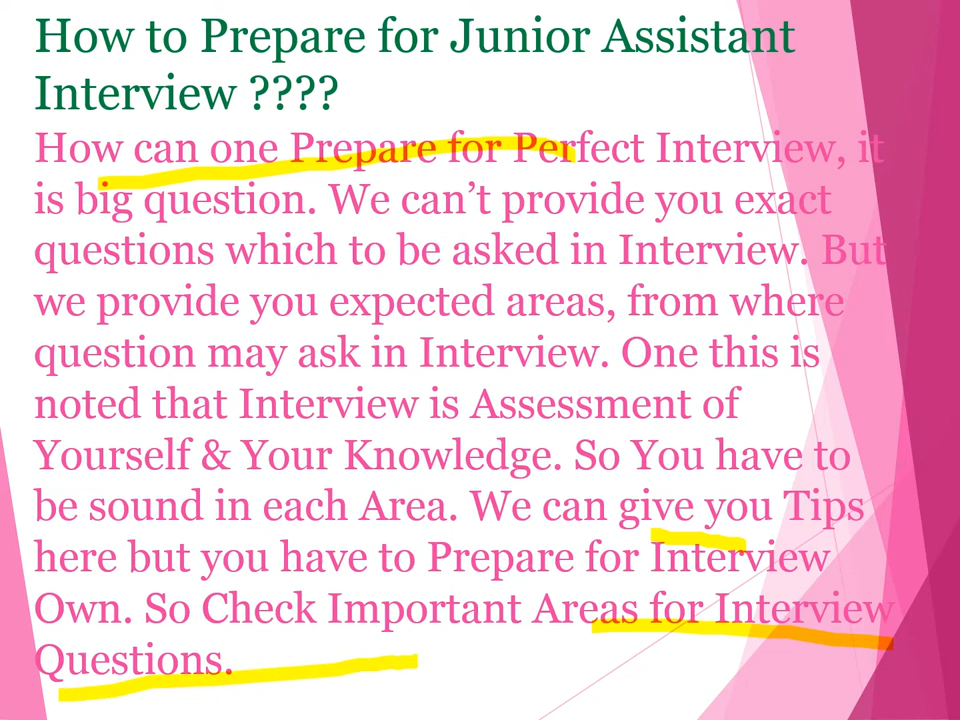 How to Prepare for Junior Assistant
Interview ????
How can one Prepare for Perfect Interview, it
is big question. We can’t provide you exact
questions which to be asked in Interview. But
we provide you expected areas, from where
question may ask in Interview. One this is
noted that Interview is Assessment of
Yourself & Your Knowledge. So You have to
be sound in each Area. We can give you Tips
here but you have to Prepare for Interview
Own. So Check Important Areas for Interview
Questions.